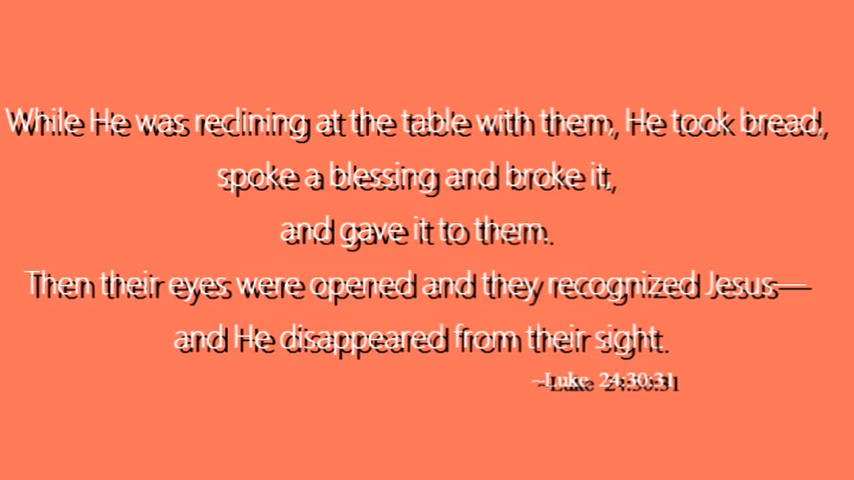 While He was reclining at the table with them, He took bread,
spoke a blessing and broke it,
and gave it to them.
Then their eyes were opened and they recognized Jesus—
and He disappeared from their sight.
~Luke 24:30:31